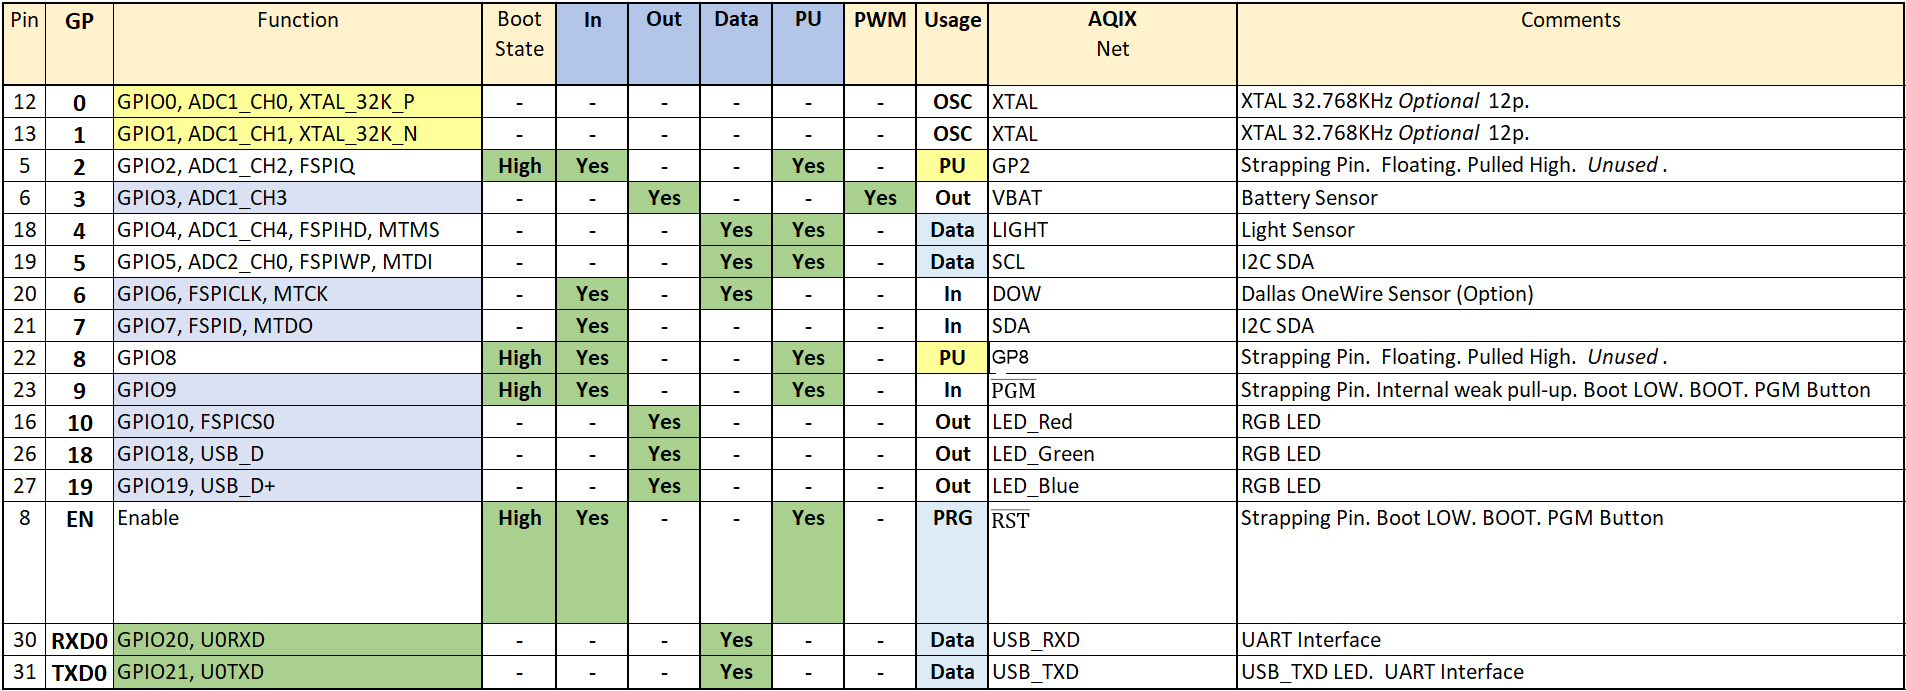 Pin GP Function Boot State In Out Data PU PWM Usage AQIX Net Comments
12 0 GPIO0, ADC1_CH0, XTAL_32K_P - - - - - - OSC XTAL XTAL 32.768KHz Optional 12p.
13 1 GPIO1, ADC1_CH1, XTAL_32K_N - - - - - - OSC XTAL XTAL 32.768KHz Optional 12p.
5 2 GPIO2, ADC1_CH2, FSPIQ High Yes - - Yes - PU GP2 Strapping Pin. Floating. Pulled High. Unused .
6 3 GPIO3, ADC1_CH3 - - Yes - - Yes Out VBAT Battery Sensor
18 4 GPIO4, ADC1_CH4, FSPIHD, MTMS - - - Yes Yes - Data LIGHT Light Sensor
19 5 GPIO5, ADC2_CH0, FSPIWP, MTDI - - - Yes Yes - Data SCL I2C SDA
20 6 GPIO6, FSPICLK, MTCK - Yes - Yes - - In DOW Dallas OneWire Sensor (Option)
21 7 GPIO7, FSPID, MTDO - Yes - - - - In SDA I2C SDA
22 8 GPIO8 High Yes - - Yes - PU GP8 Strapping Pin. Floating. Pulled High. Unused .
23 9 GPIO9 High Yes - - Yes - In PGM Strapping Pin. Internal weak pull-up. Boot LOW. BOOT. PGM Button
16 10 GPIO10, FSPICS0 - - Yes - - - Out LED_Red RGB LED
26 18 GPIO18, USB_D - - Yes - - - Out LED_Green RGB LED
27 19 GPIO19, USB_D+ - - Yes - - - Out LED_Blue RGB LED
8 EN Enable High Yes - - Yes - PRG RST Strapping Pin. Boot LOW. BOOT. PGM Button
30 RXD0 GPIO20, U0RXD - - - Yes - - Data USB_RXD UART Interface
31 TXD0 GPIO21, U0TXD - - - Yes - - Data USB_TXD USB_TXD LED. UART Interface